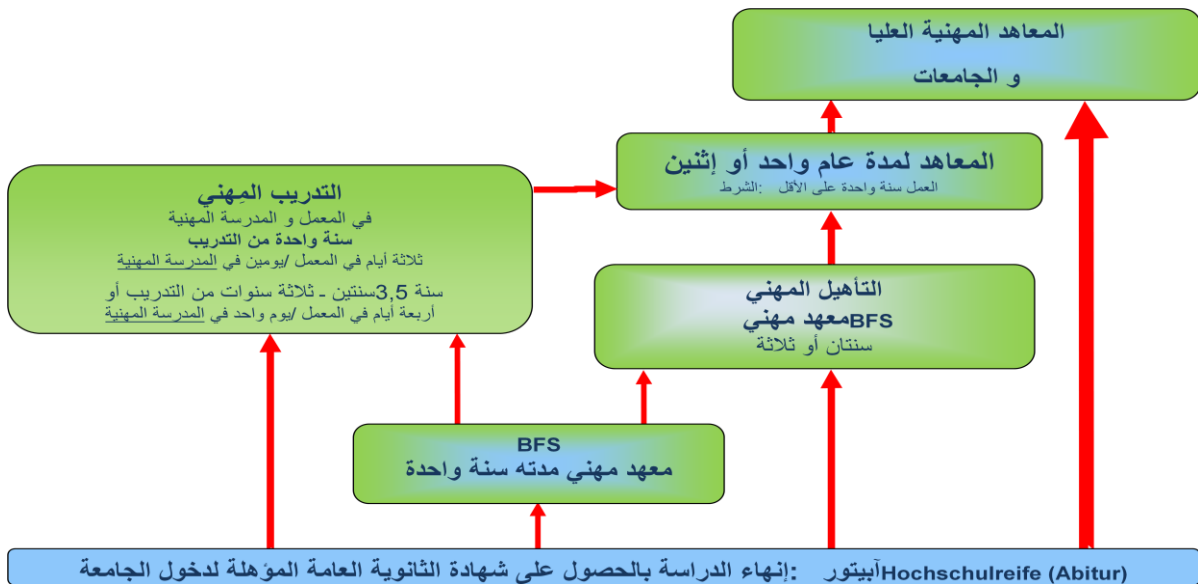 المعاهد المهنية العليا
و الجامعات
المعاهد لمدة عام واحد أو إثنين
العمل سنة واحدة على الأقل :الشرط
التدريب المِهني
في المعمل و المدرسة المهنية
سنة واحدة من التدريب
ثلاثة أيام في المعمل /يومين في المدرسة المهنية
سنة 3,5سنتين ـ ثلاثة سنوات من التدريب أو
أربعة أيام في المعمل /يوم واحد في المدرسة المهنية
التأهيل المهني
BFSمعهد مهني
سنتان أو ثلاثة
BFS
معهد مهني مدته سنة واحدة
Hochschulreife (Abitur)آبيتور :إنهاء الدراسة بالحصول على شهادة الثانوية العامة المؤهلة لدخول الجامعة